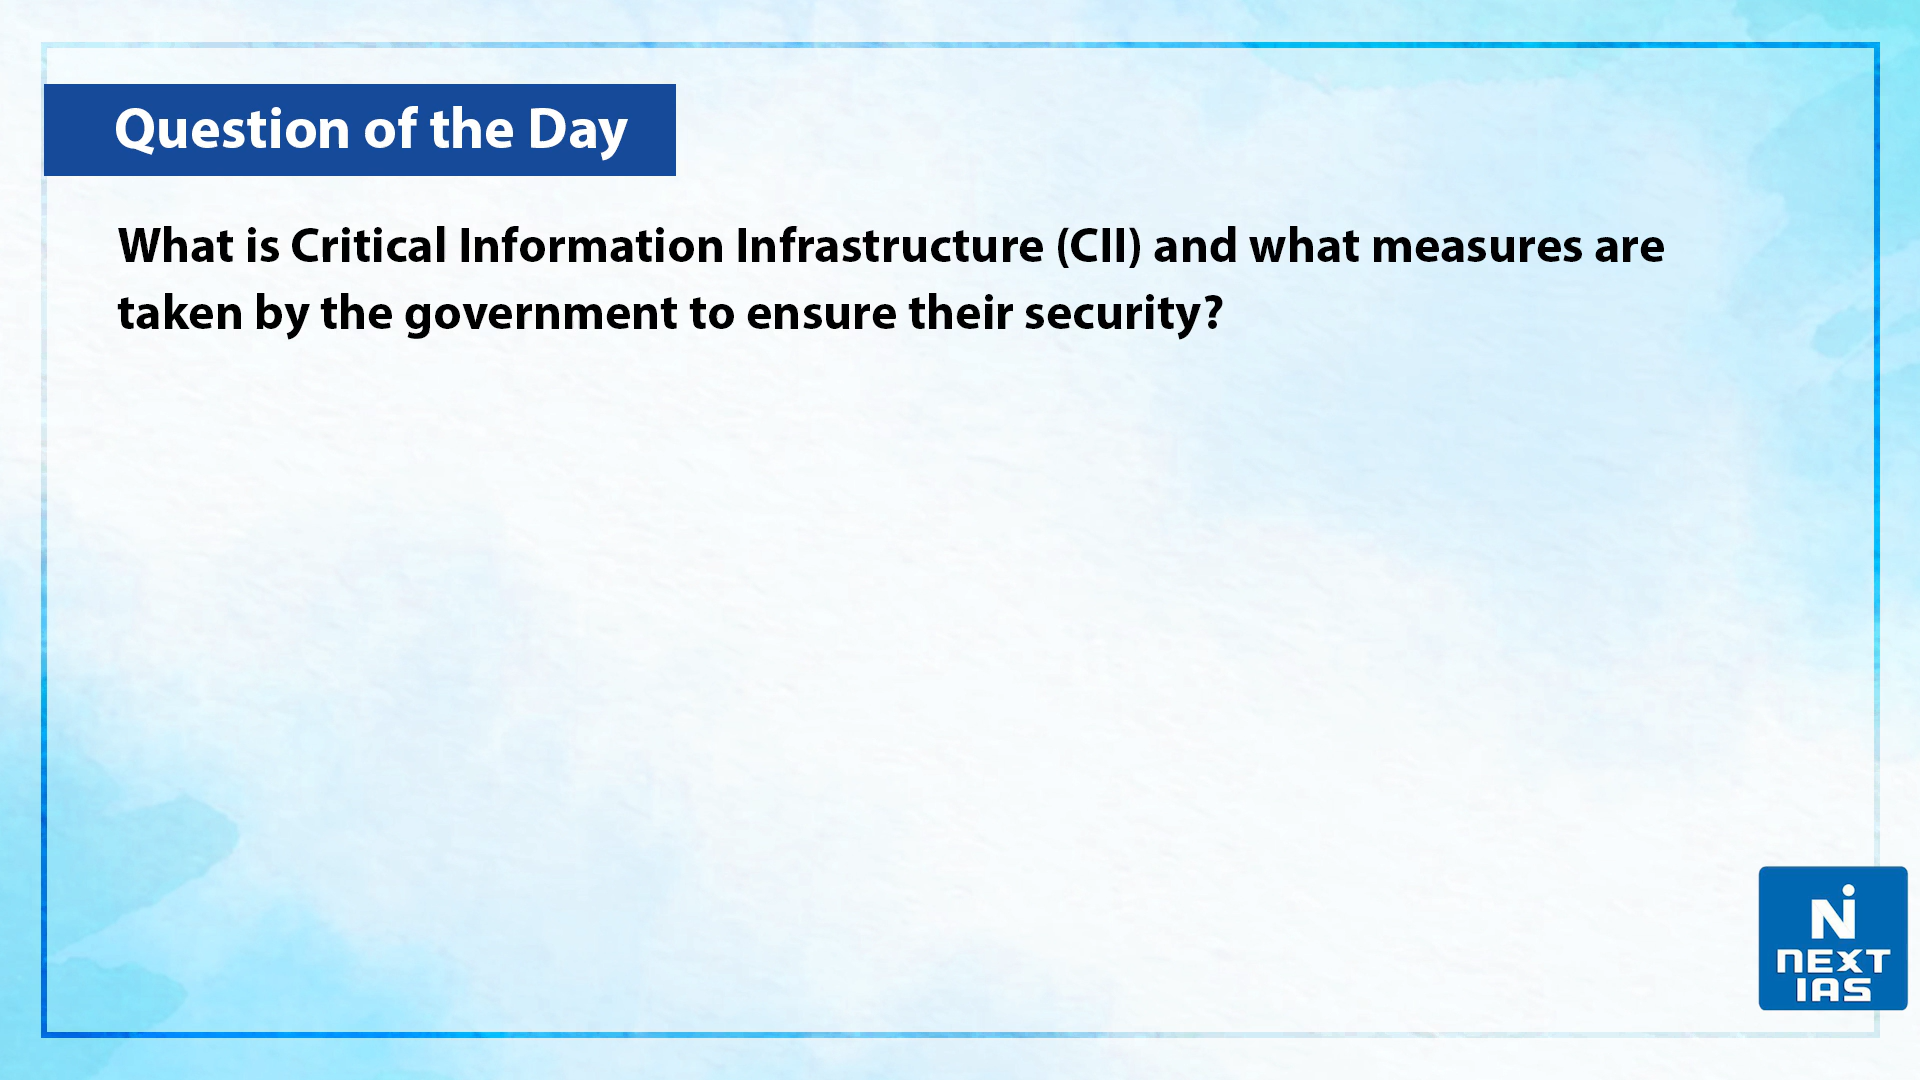 Question of the Day
What is Critical Information Infrastructure (CII) and what measures are
taken by the government to ensure their security?
NEXT
IAS